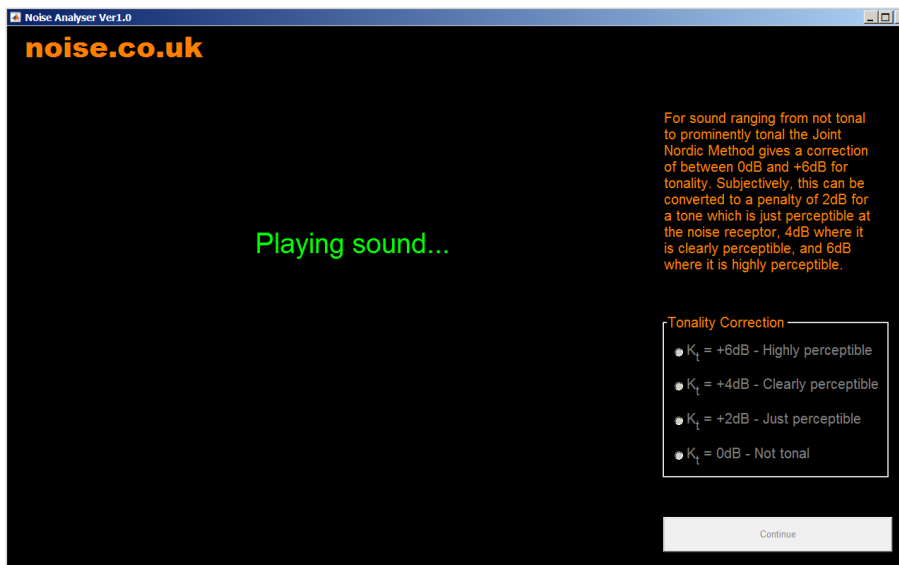 Noise Analyser Ver1.0
noise.co.uk
For sound ranging from not tonal
to prominently tonal the Joint
Nordic Method gives a correction
of between 0dB and +6dB for
tonality. Subjectively, this can be
converted to a penalty of 2dB for
a tone which is just perceptible at
the noise receptor, 4dB where it
is clearly perceptible, and 6dB
where it is highly perceptible.
Playing sound...
Tonality Correction
Kt = +6dB - Highly perceptible
Kt = +4dB - Clearly perceptible
Kt = +2dB - Just perceptible
Kt = 0dB - Not tonal
Continue